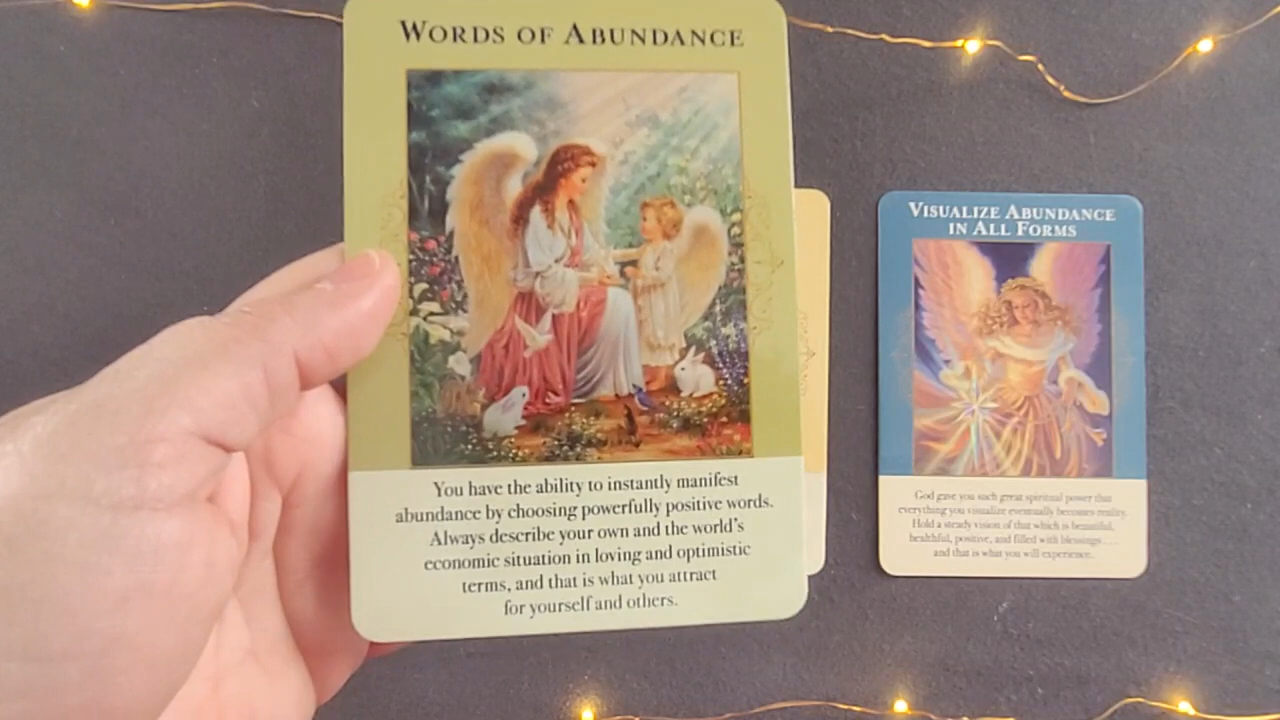 WORDS OF ABUNDANCE
You have the ability to instantly manifest
abundance by choosing powerfully positive words.
Always describe your own and the world's
economic situation in loving and optimistic
terms, and that is what you attract
for yourself and others.
VISUALIZE ABUNDANCE
IN ALL FORMS
God gave you such great spiritual power that
everything you visualize eventually becomes reality.
Hold a steady vision of that which is beautiful,
healthful, positive, and filled with blessings . . . .
and that is what you will experience.